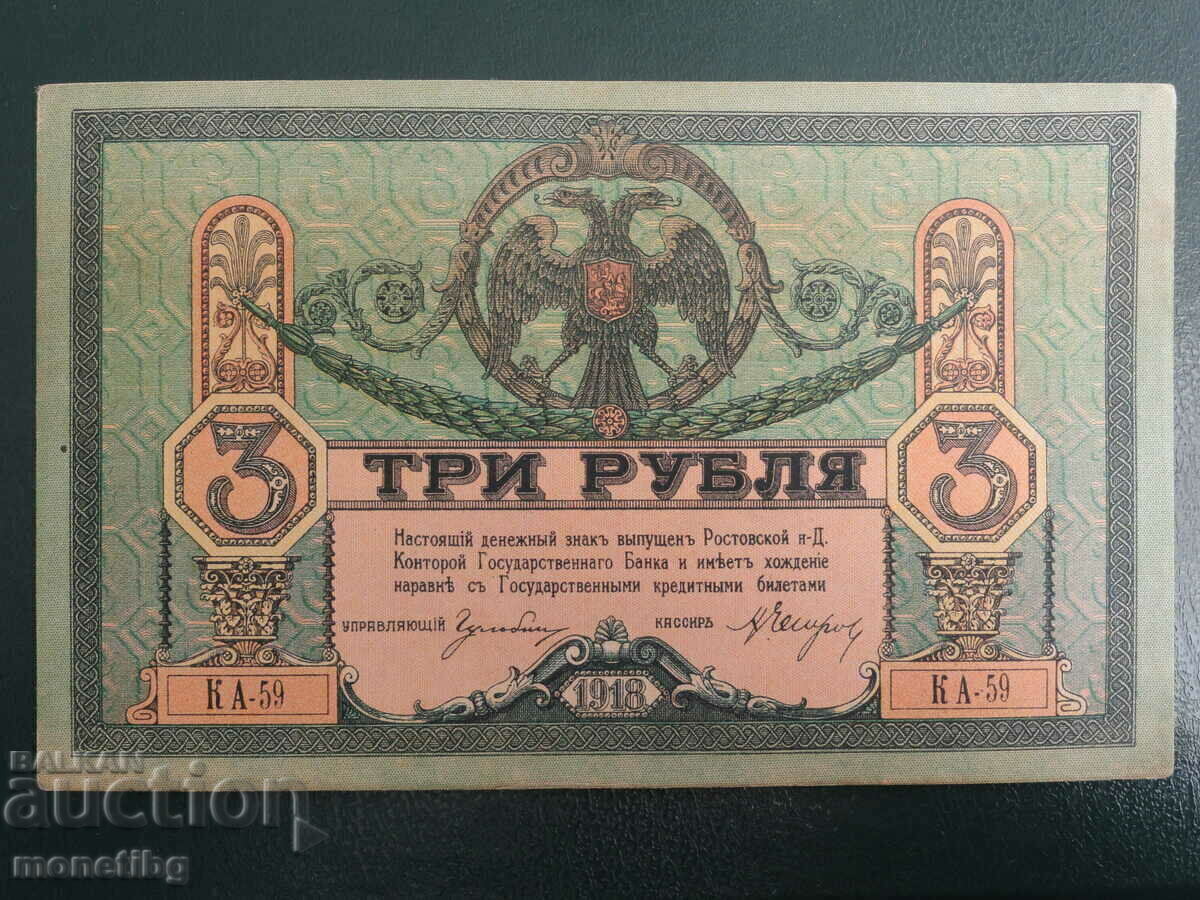 3
3
ТРИ РУБЛЯ
Настоящій денежный знакъ выпущенъ Ростовской н-Д.
Конторой Государственнаго Банка и имѣетъ хожденіе
наравнѣ съ Государственными кредитными билетами
УПРАВЛЯЮЩІЙ КАССИРЪ
КА-59
1918
КА-59
BALKAN
auction
monetibg